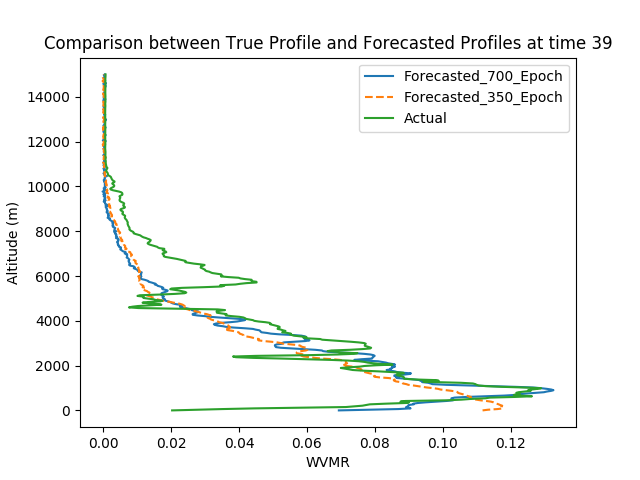 Comparison between True Profile and Forecasted Profiles at time 39
Forecasted_700_Epoch
Forecasted_350_Epoch
Actual
Altitude (m)
14000
12000
10000
8000
6000
4000
2000
0
0.00 0.02 0.04 0.06 0.08 0.10 0.12
WVMR